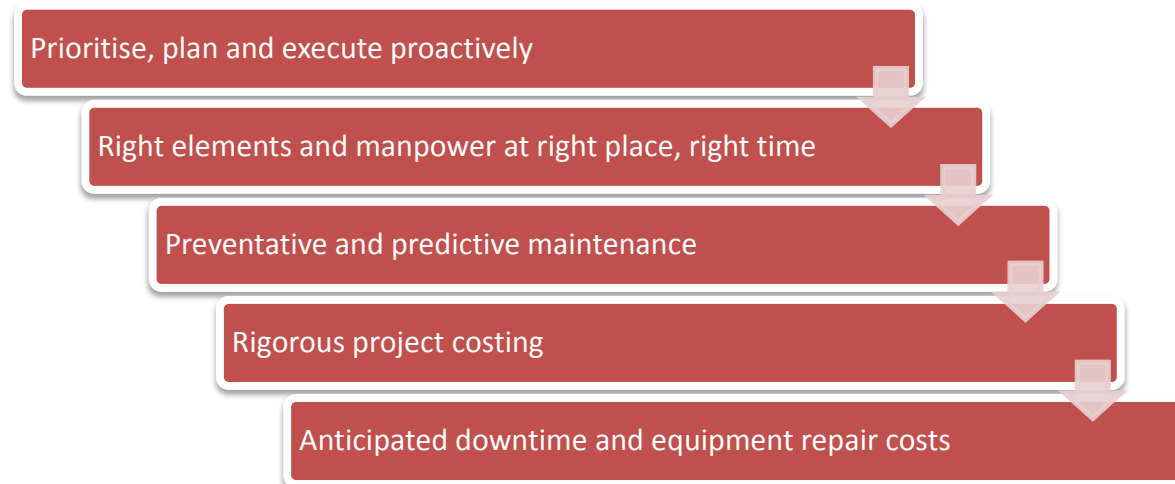 Prioritise, plan and execute proactively
Right elements and manpower at right place, right time
Preventative and predictive maintenance
Rigorous project costing
Anticipated downtime and equipment repair costs